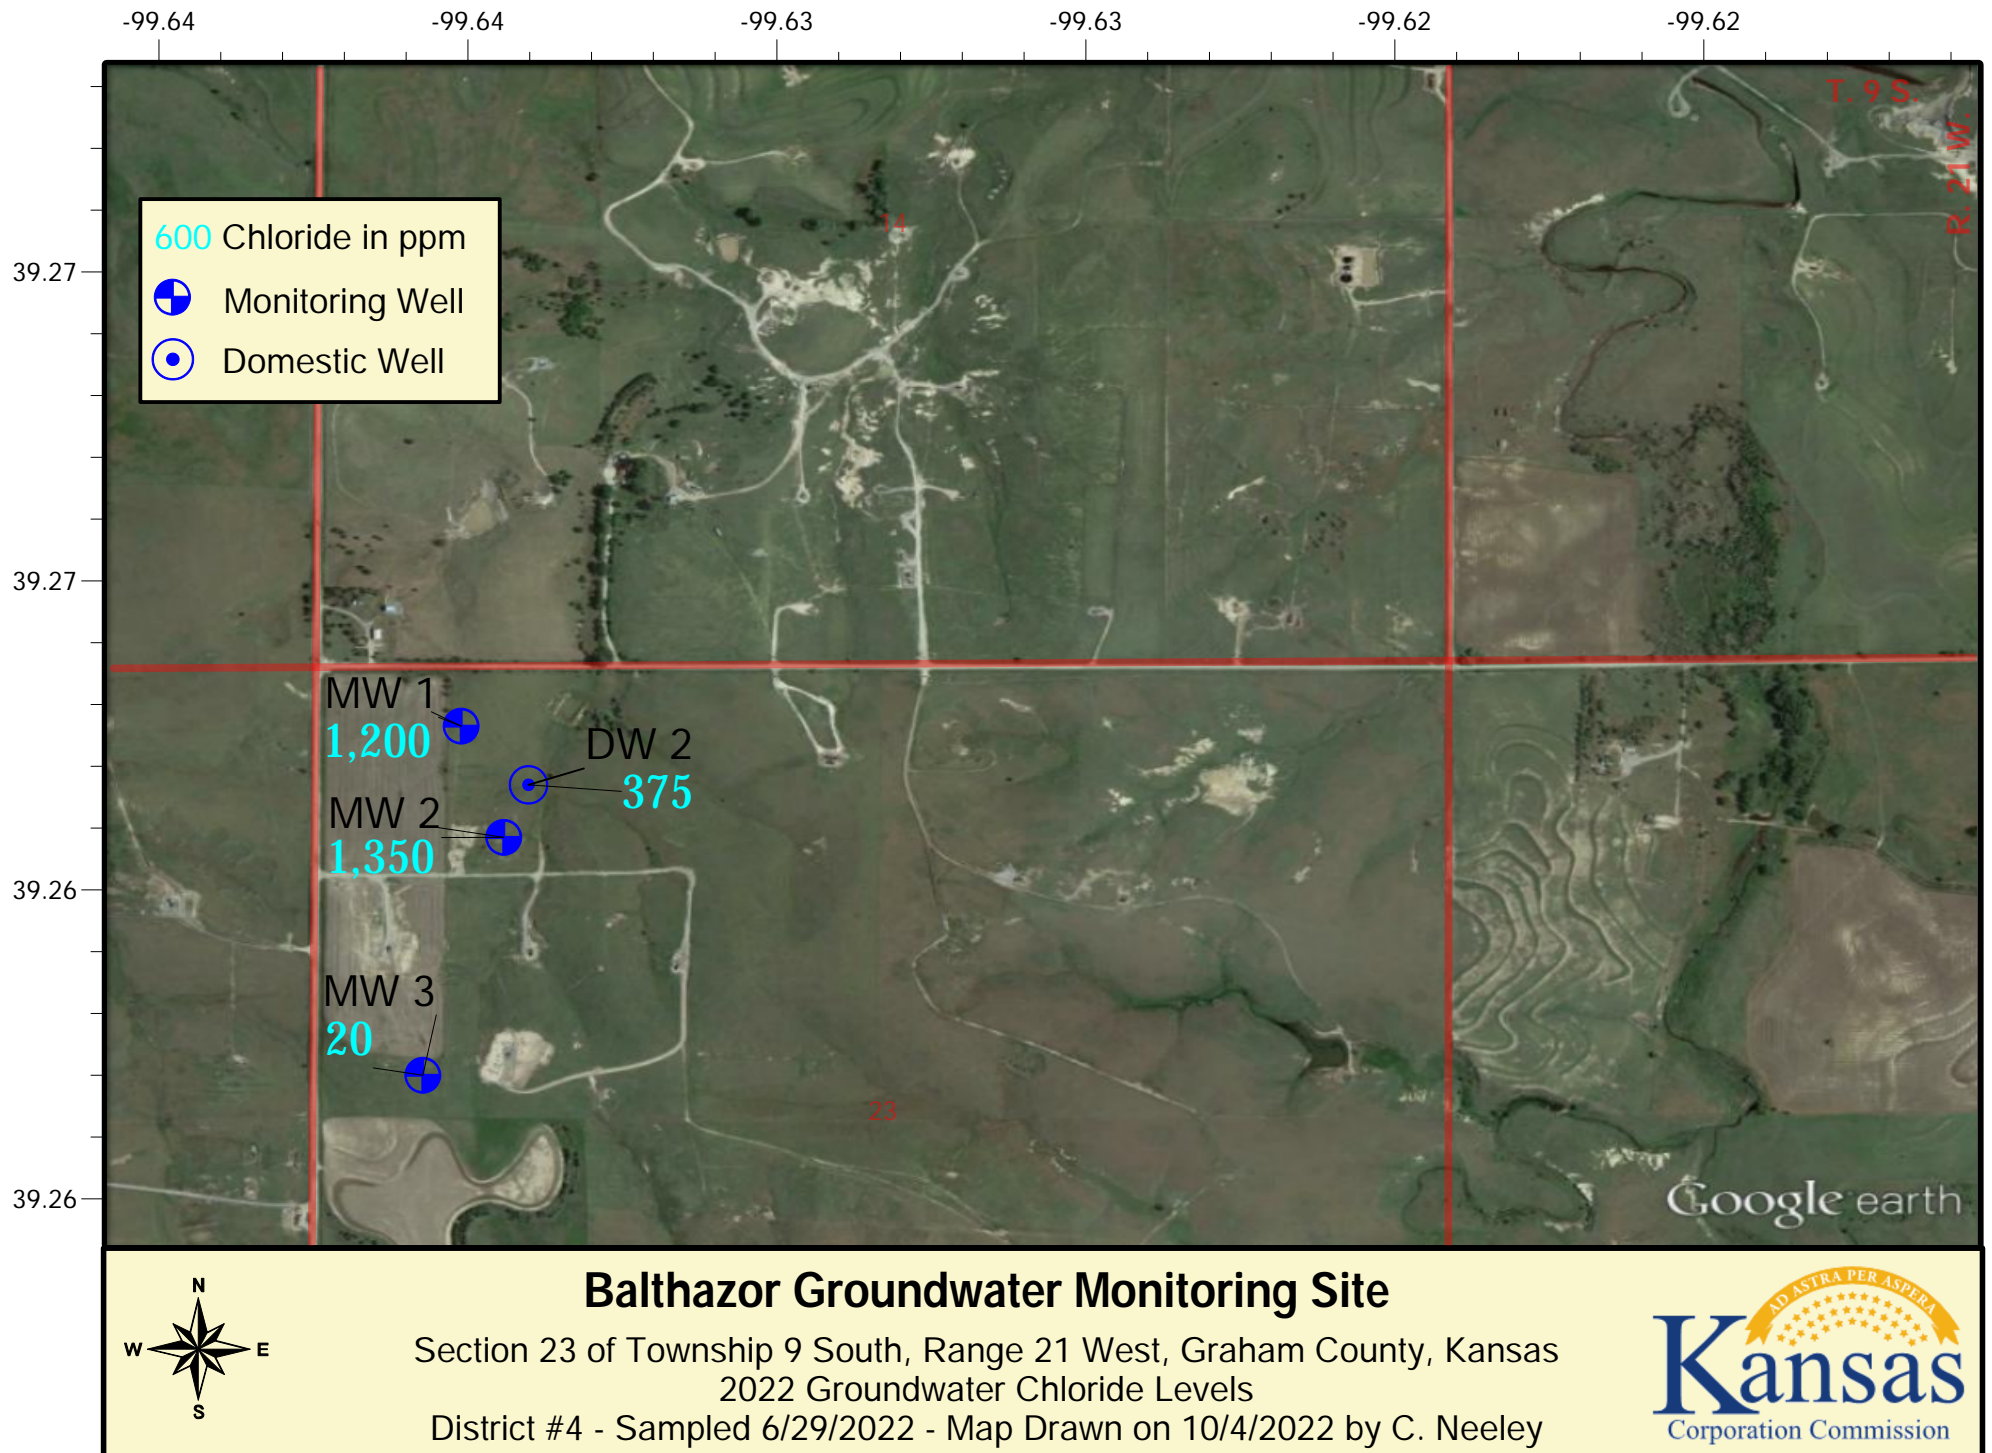 -99.64 -99.64 -99.63 -99.63 -99.62 -99.62
T. 9 S.
R. 21 W.
14
600 Chloride in ppm
Monitoring Well
Domestic Well
39.27
39.27
39.26
39.26
MW 1
1,200
DW 2
375
MW 2
1,350
MW 3
20
23
Google earth
N
W E
S
Balthazor Groundwater Monitoring Site
Section 23 of Township 9 South, Range 21 West, Graham County, Kansas
2022 Groundwater Chloride Levels
District #4 - Sampled 6/29/2022 - Map Drawn on 10/4/2022 by C. Neeley
AD ASTRA PER ASPERA
Kansas
Corporation Commission